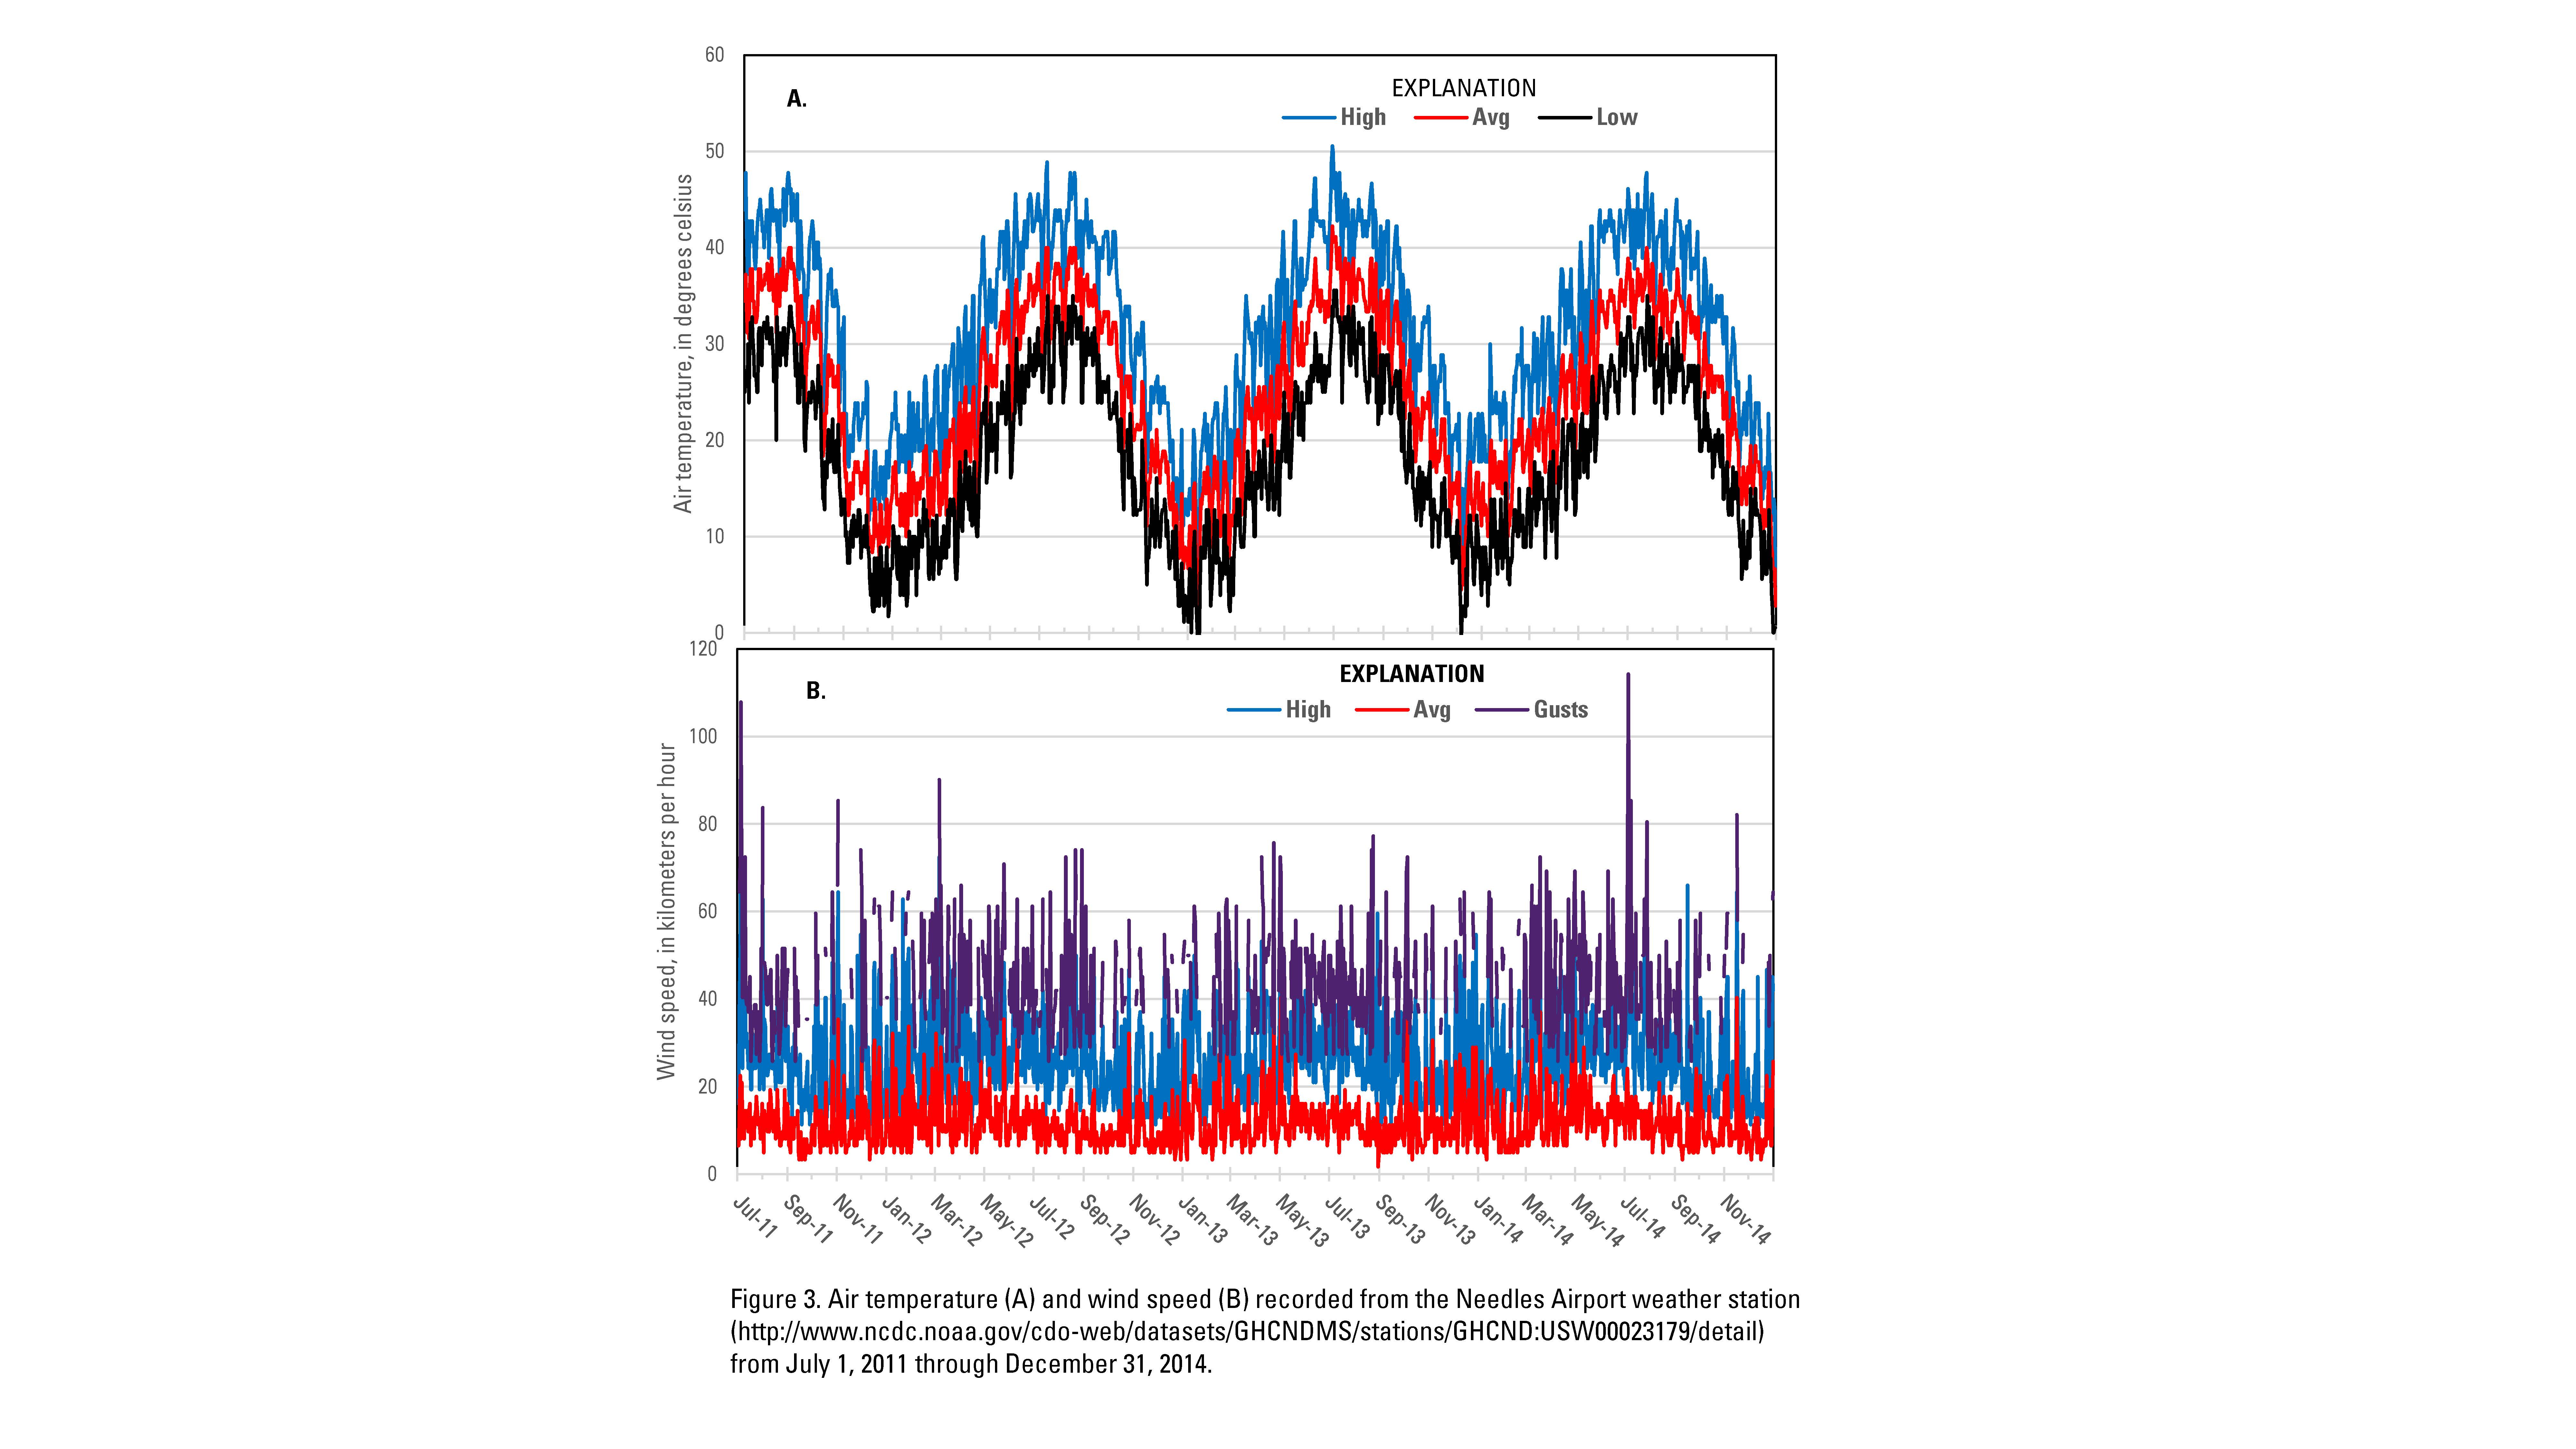 60
A.
EXPLANATION
High Avg Low
50
40
30
20
10
0
Air temperature, in degrees celsius
120
B.
EXPLANATION
High Avg Gusts
100
80
60
40
20
0
Wind speed, in kilometers per hour
Jul-11 Sep-11 Nov-11 Jan-12 Mar-12 May-12 Jul-12 Sep-12 Nov-12 Jan-13 Mar-13 May-13 Jul-13 Sep-13 Nov-13 Jan-14 Mar-14 May-14 Jul-14 Sep-14 Nov-14
Figure 3. Air temperature (A) and wind speed (B) recorded from the Needles Airport weather station
(http://www.ncdc.noaa.gov/cdo-web/datasets/GHCNDMS/stations/GHCND:USW00023179/detail)
from July 1, 2011 through December 31, 2014.